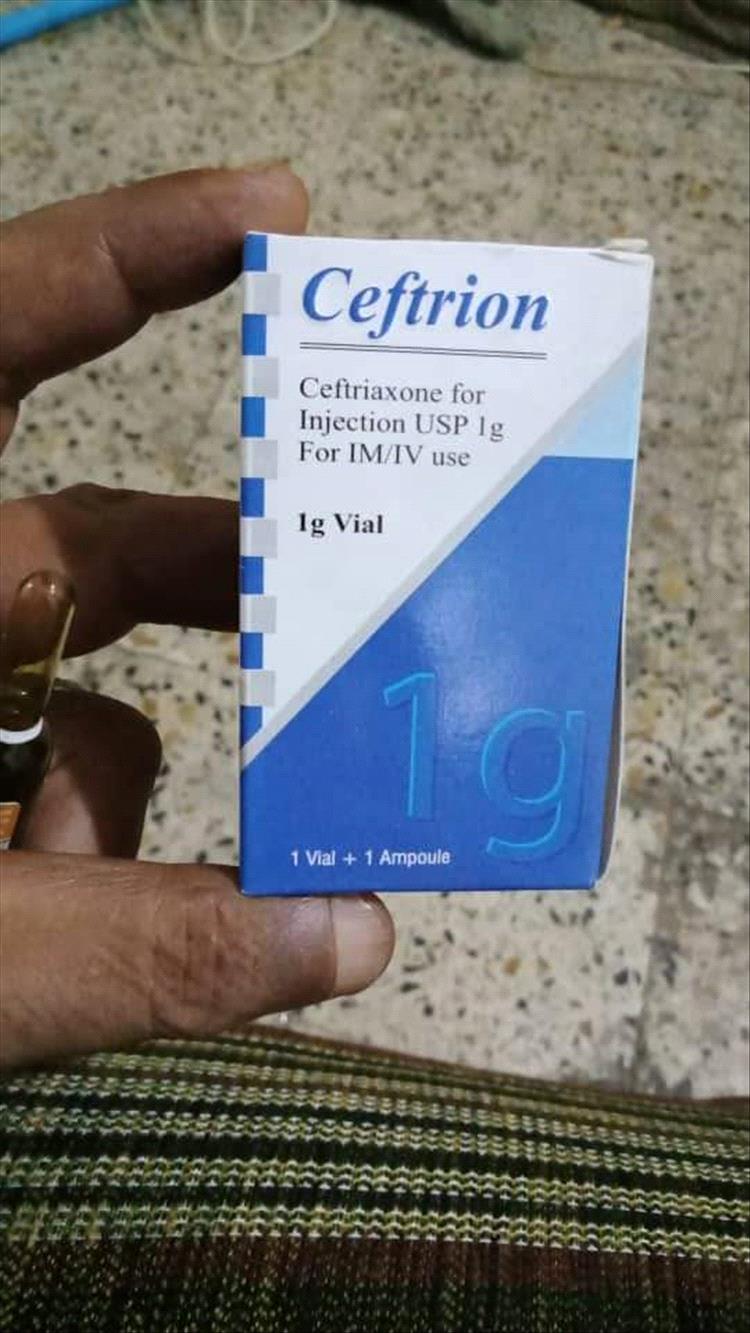 Ceftrion
Ceftriaxone for
Injection USP 1g
For IM/IV use
1g Vial
1g
1 Vial + 1 Ampoule